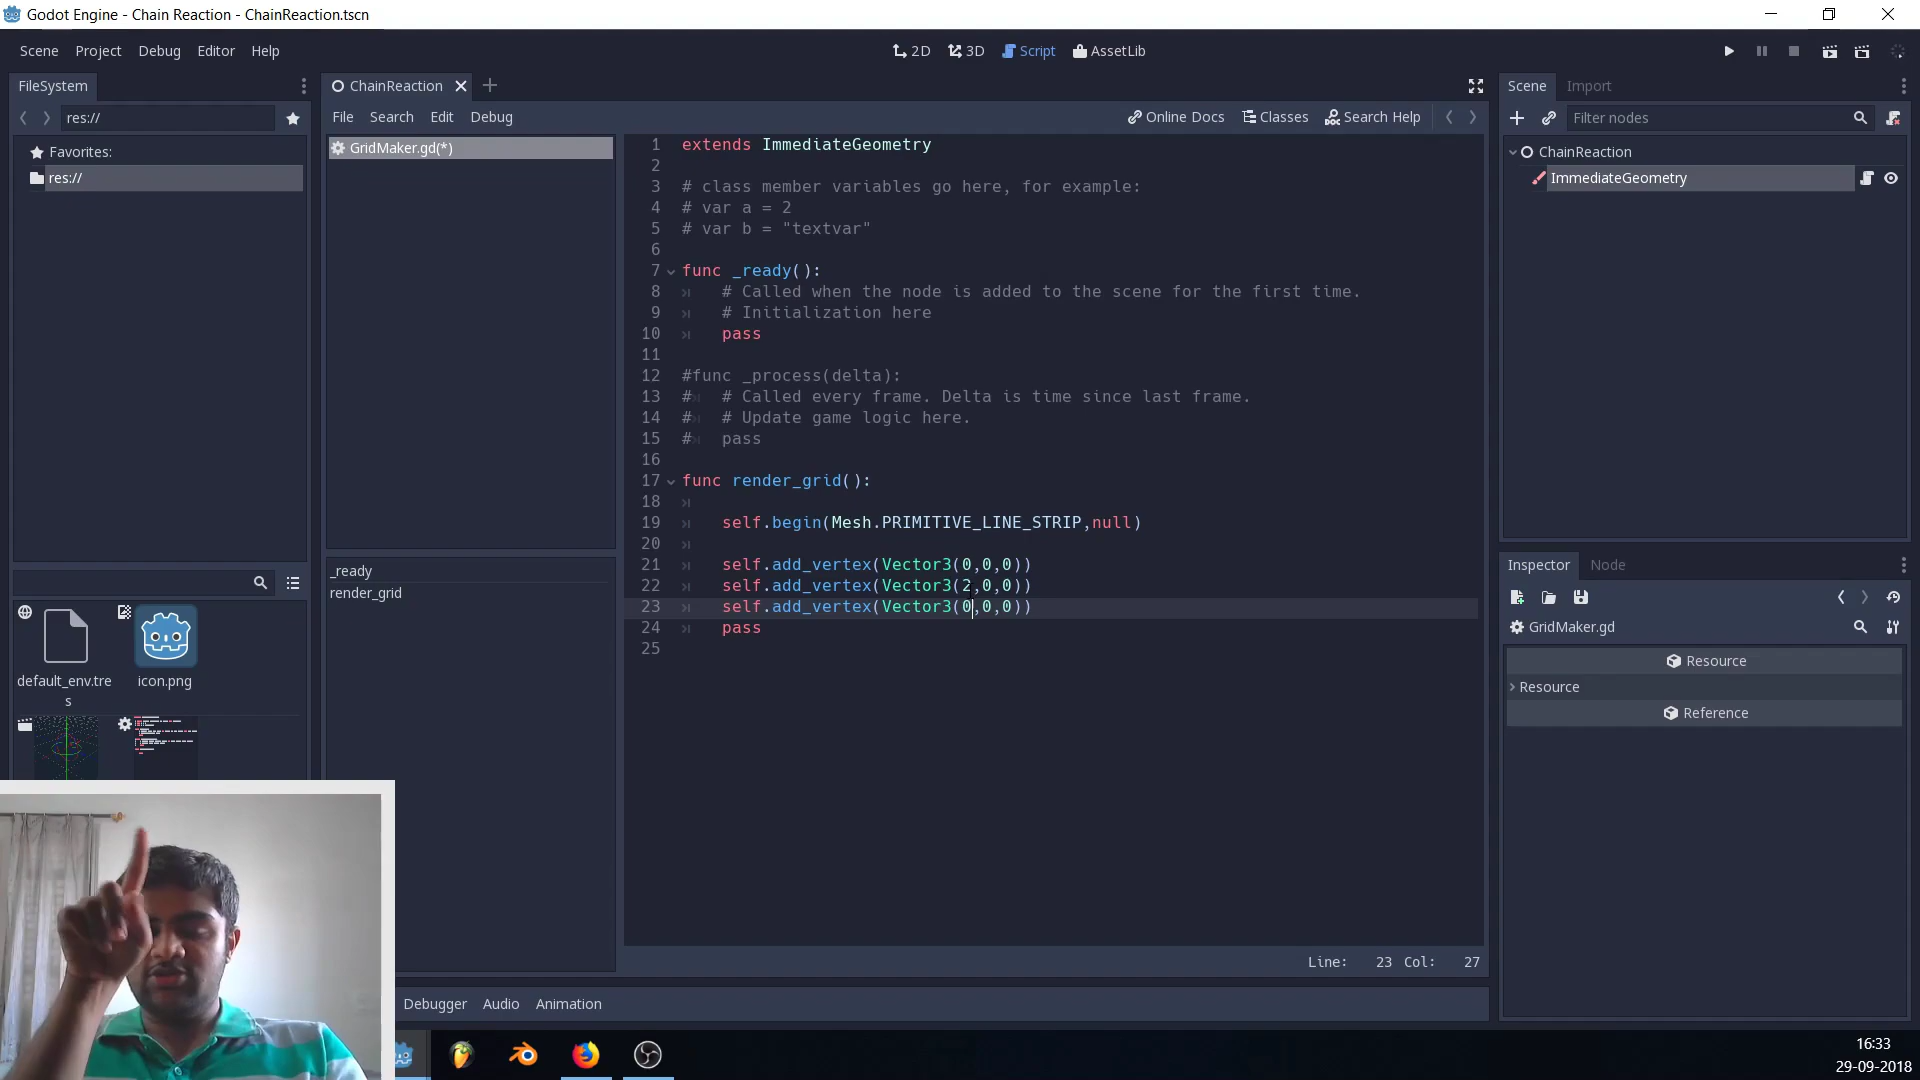 Godot Engine - Chain Reaction - ChainReaction.tscn
Scene Project Debug Editor Help
2D 3D Script AssetLib
FileSystem
res://
Favorites:
res://
default_env.tre
s
icon.png
ChainReaction
File Search Edit Debug
Online Docs Classes Search Help
GridMaker.gd(*)
_ready
render_grid
1 extends ImmediateGeometry
2
3 # class member variables go here, for example:
4 # var a = 2
5 # var b = "textvar"
6
7 func _ready():
8 # Called when the node is added to the scene for the first time.
9 # Initialization here
10 pass
11
12 #func _process(delta):
13 # # Called every frame. Delta is time since last frame.
14 # # Update game logic here.
15 # pass
16
17 func render_grid():
18
19 self.begin(Mesh.PRIMITIVE_LINE_STRIP,null)
20
21 self.add_vertex(Vector3(0,0,0))
22 self.add_vertex(Vector3(2,0,0))
23 self.add_vertex(Vector3(0,0,0))
24 pass
25
Line: 23 Col: 27
Debugger Audio Animation
Scene Import
Filter nodes
ChainReaction
ImmediateGeometry
Inspector Node
GridMaker.gd
Resource
Resource
Reference
16:33
29-09-2018